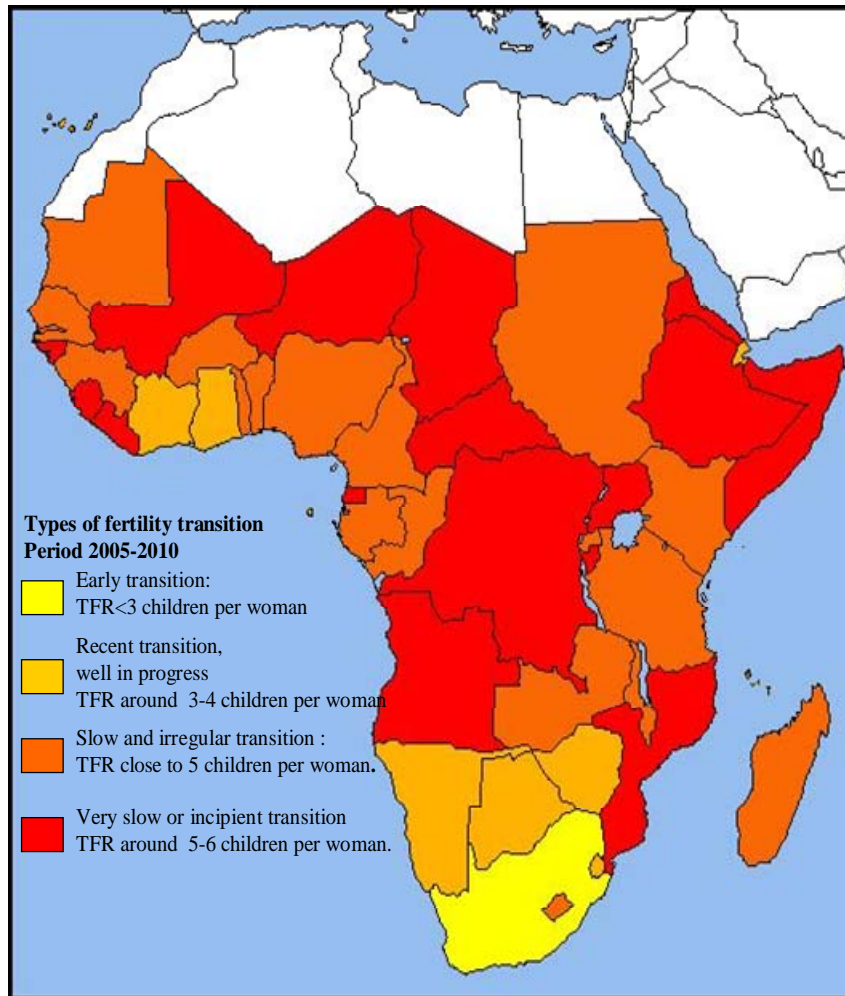 Types of fertility transition
Period 2005-2010
Early transition:
TFR<3 children per woman
Recent transition,
well in progress
TFR around 3-4 children per woman
Slow and irregular transition :
TFR close to 5 children per woman.
Very slow or incipient transition
TFR around 5-6 children per woman.